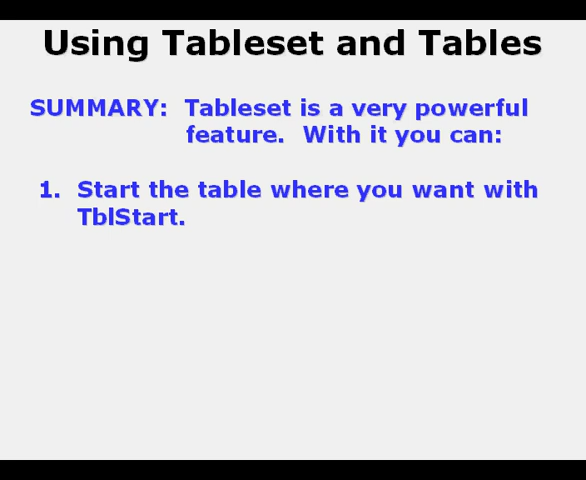 Using Tableset and Tables
SUMMARY: Tableset is a very powerful
feature. With it you can:
1. Start the table where you want with
TblStart.